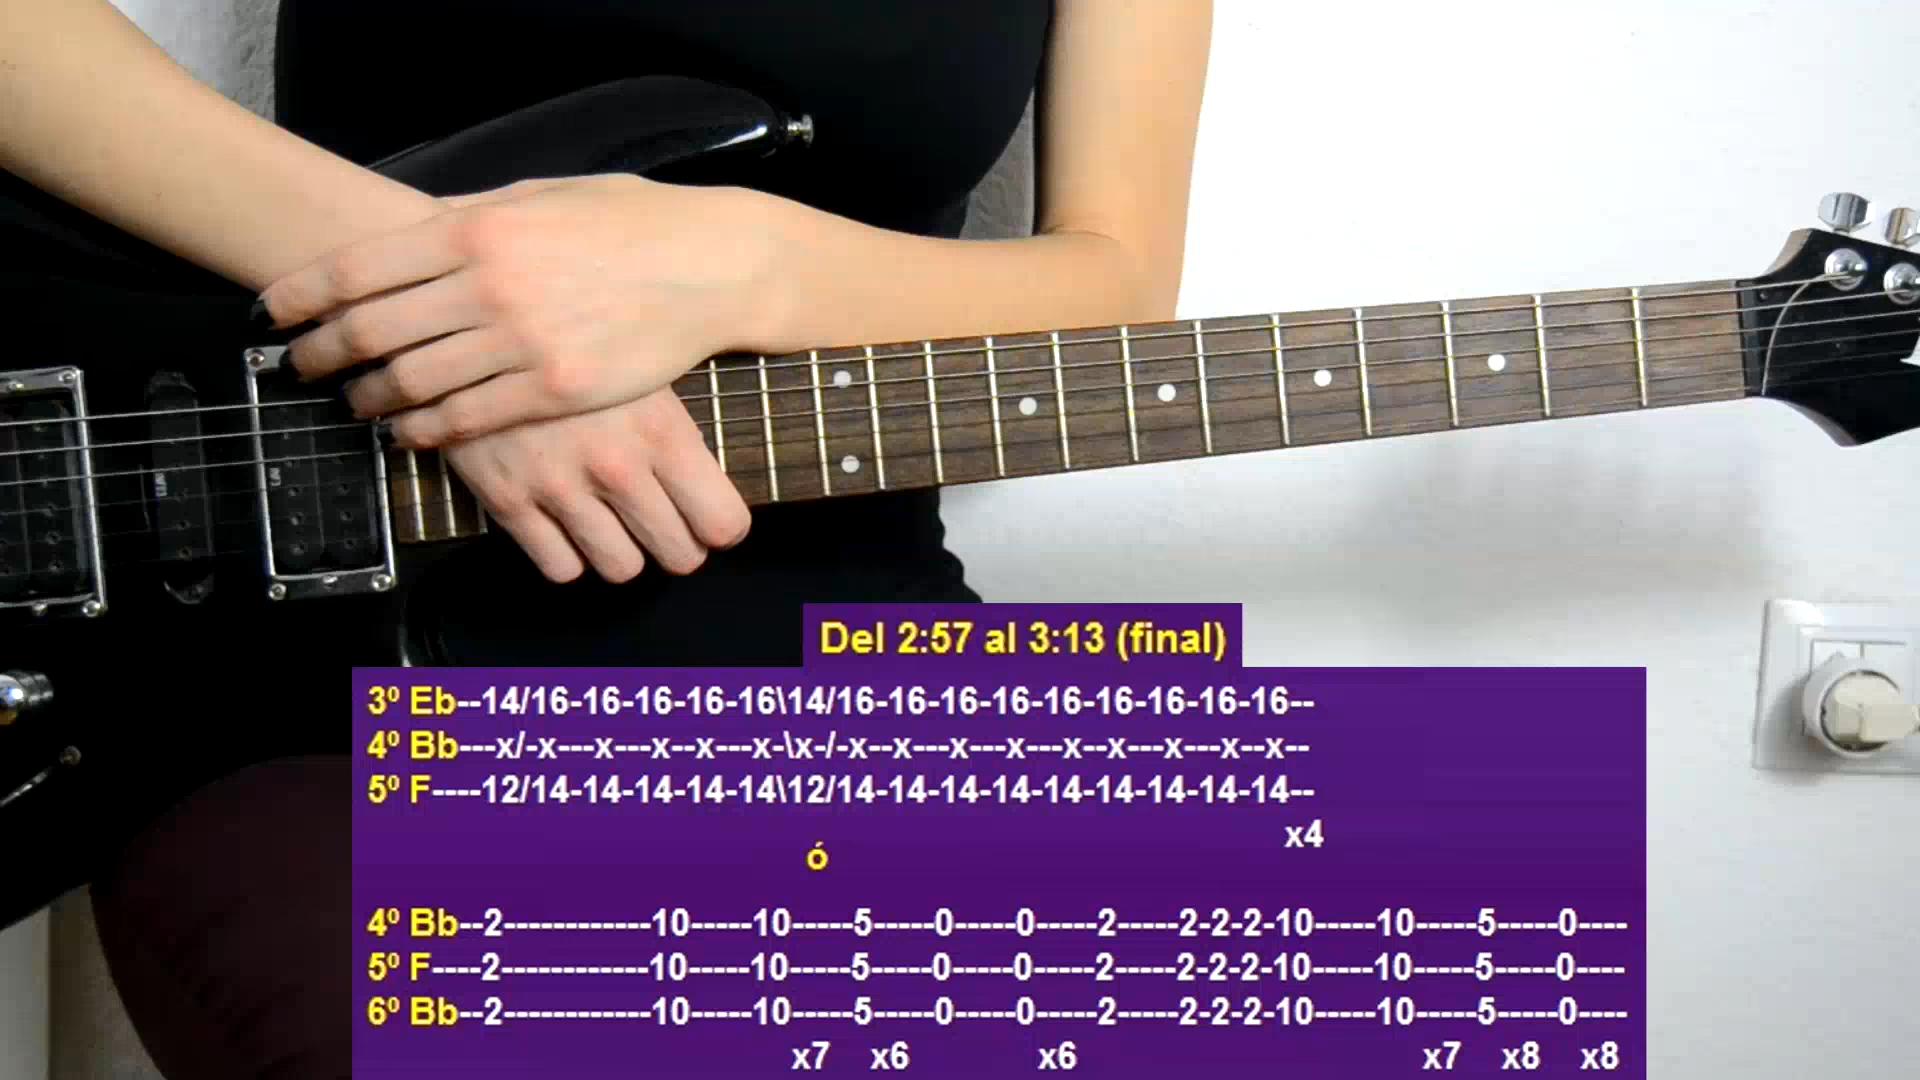 Del 2:57 al 3:13 (final)
3º Eb--14/16-16-16-16-16\14/16-16-16-16-16-16-16-16-16--
4º Bb---x/-x---x---x--x---x-\x-/-x--x---x---x---x--x---x---x--x--
5º F----12/14-14-14-14-14\12/14-14-14-14-14-14-14-14-14--
x4
ó
4º Bb--2------------10-----10-----5-----0-----0-----2-----2-2-2-10-----10-----5-----0----
5º F----2------------10-----10-----5-----0-----0-----2-----2-2-2-10-----10-----5-----0----
6º Bb--2------------10-----10-----5-----0-----0-----2-----2-2-2-10-----10-----5-----0----
x7 x6 x6 x7 x8 x8